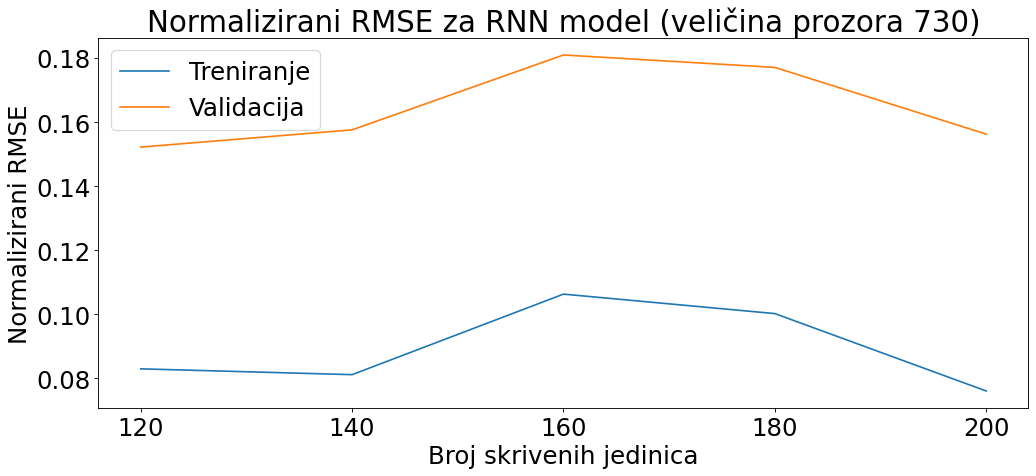 Normalizirani RMSE za RNN model (veličina prozora 730)
Treniranje
Validacija
Normalizirani RMSE
0.18
0.16
0.14
0.12
0.10
0.08
120 140 160 180 200
Broj skrivenih jedinica